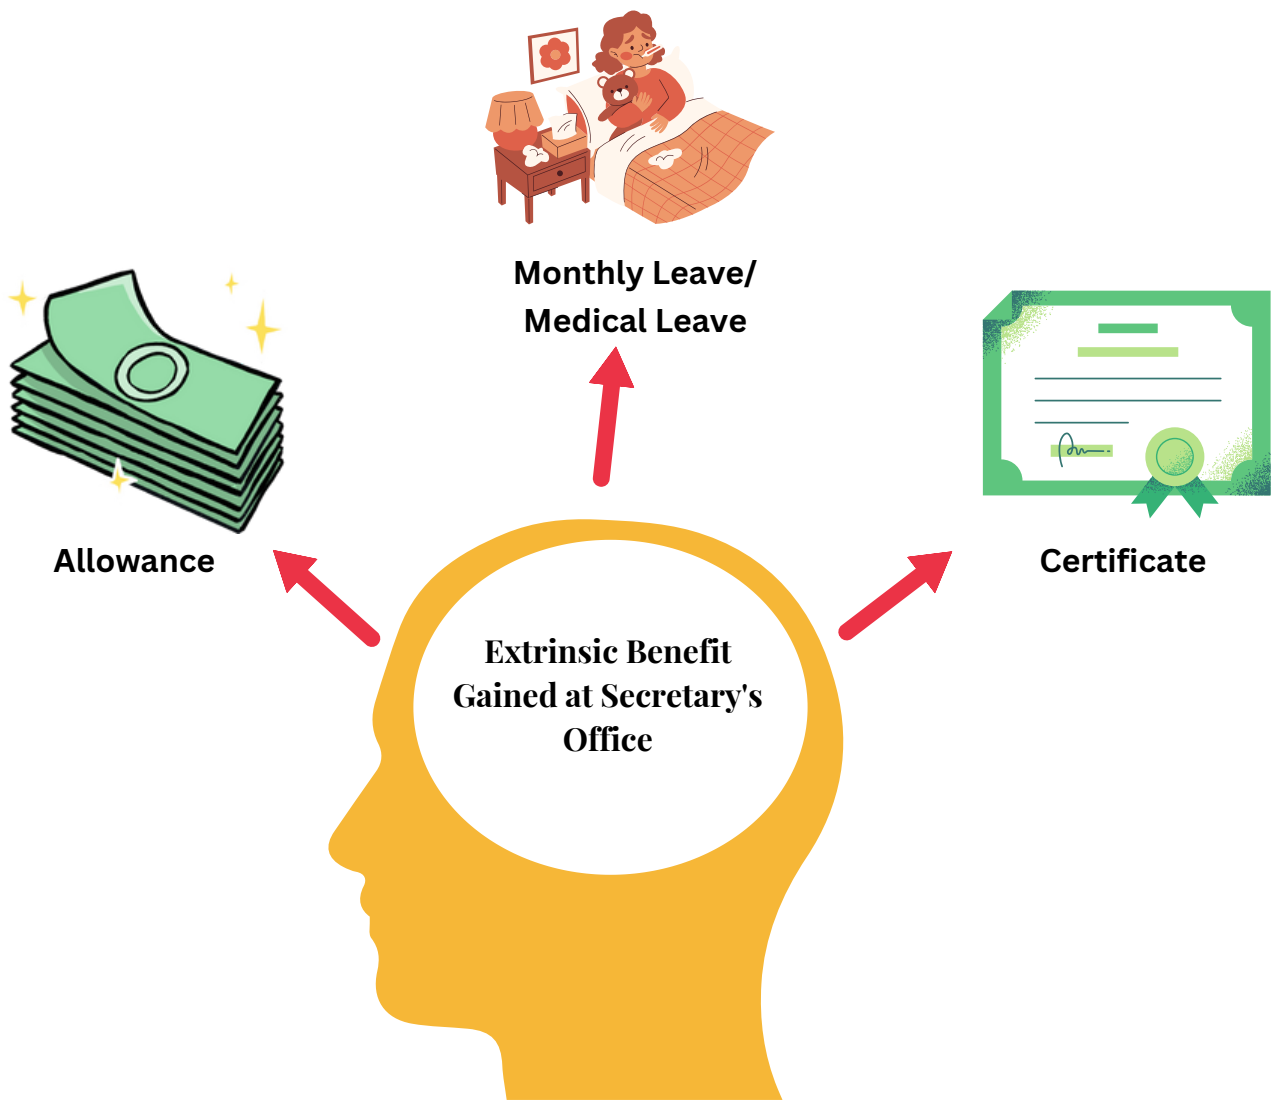 Monthly Leave/
Medical Leave
Allowance
Certificate
Extrinsic Benefit
Gained at Secretary's
Office